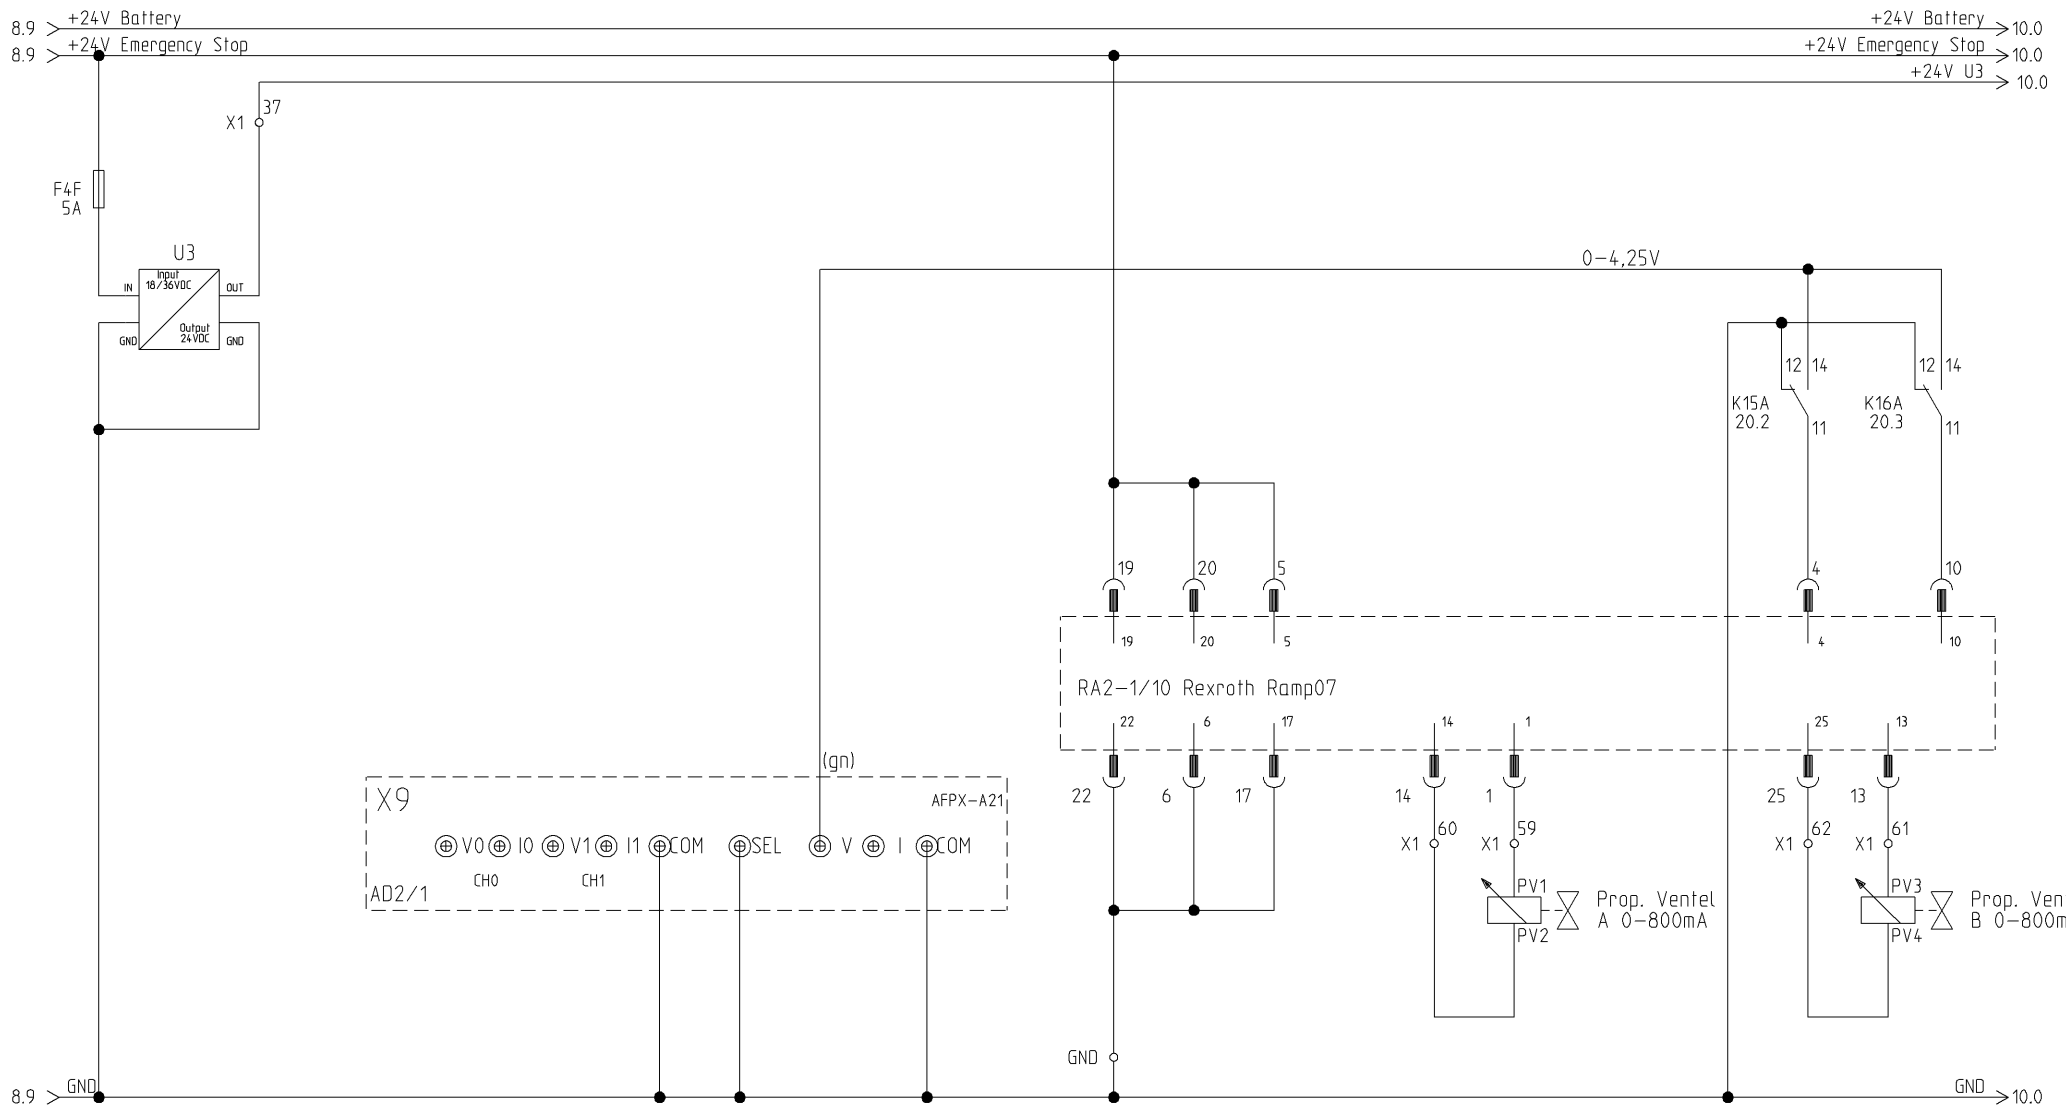 8.9 +24V Battery +24V Battery 10.0
8.9 +24V Emergency Stop +24V Emergency Stop 10.0
+24V U3 10.0
37
X1
F4F
5A
U3
Input
18/36VDC
IN OUT
Output
24VDC
GND GND
0-4,25V
12 14 12 14
K15A K16A
20.2 20.3
11 11
19 20 5 4 10
19 20 5 4 10
RA2-1/10 Rexroth Ramp07
22 6 17 14 1 25 13
22 6 17 14 1 25 13
(gn)
X9 AFPX-A21
V0 I0 V1 I1 COM SEL V I COM
CH0 CH1
AD2/1
60 59 62 61
X1 X1 X1 X1
PV1 PV3
Prop. Ventel Prop. Ven
A 0-800mA B 0-800m
PV2 PV4
GND
8.9 GND GND 10.0